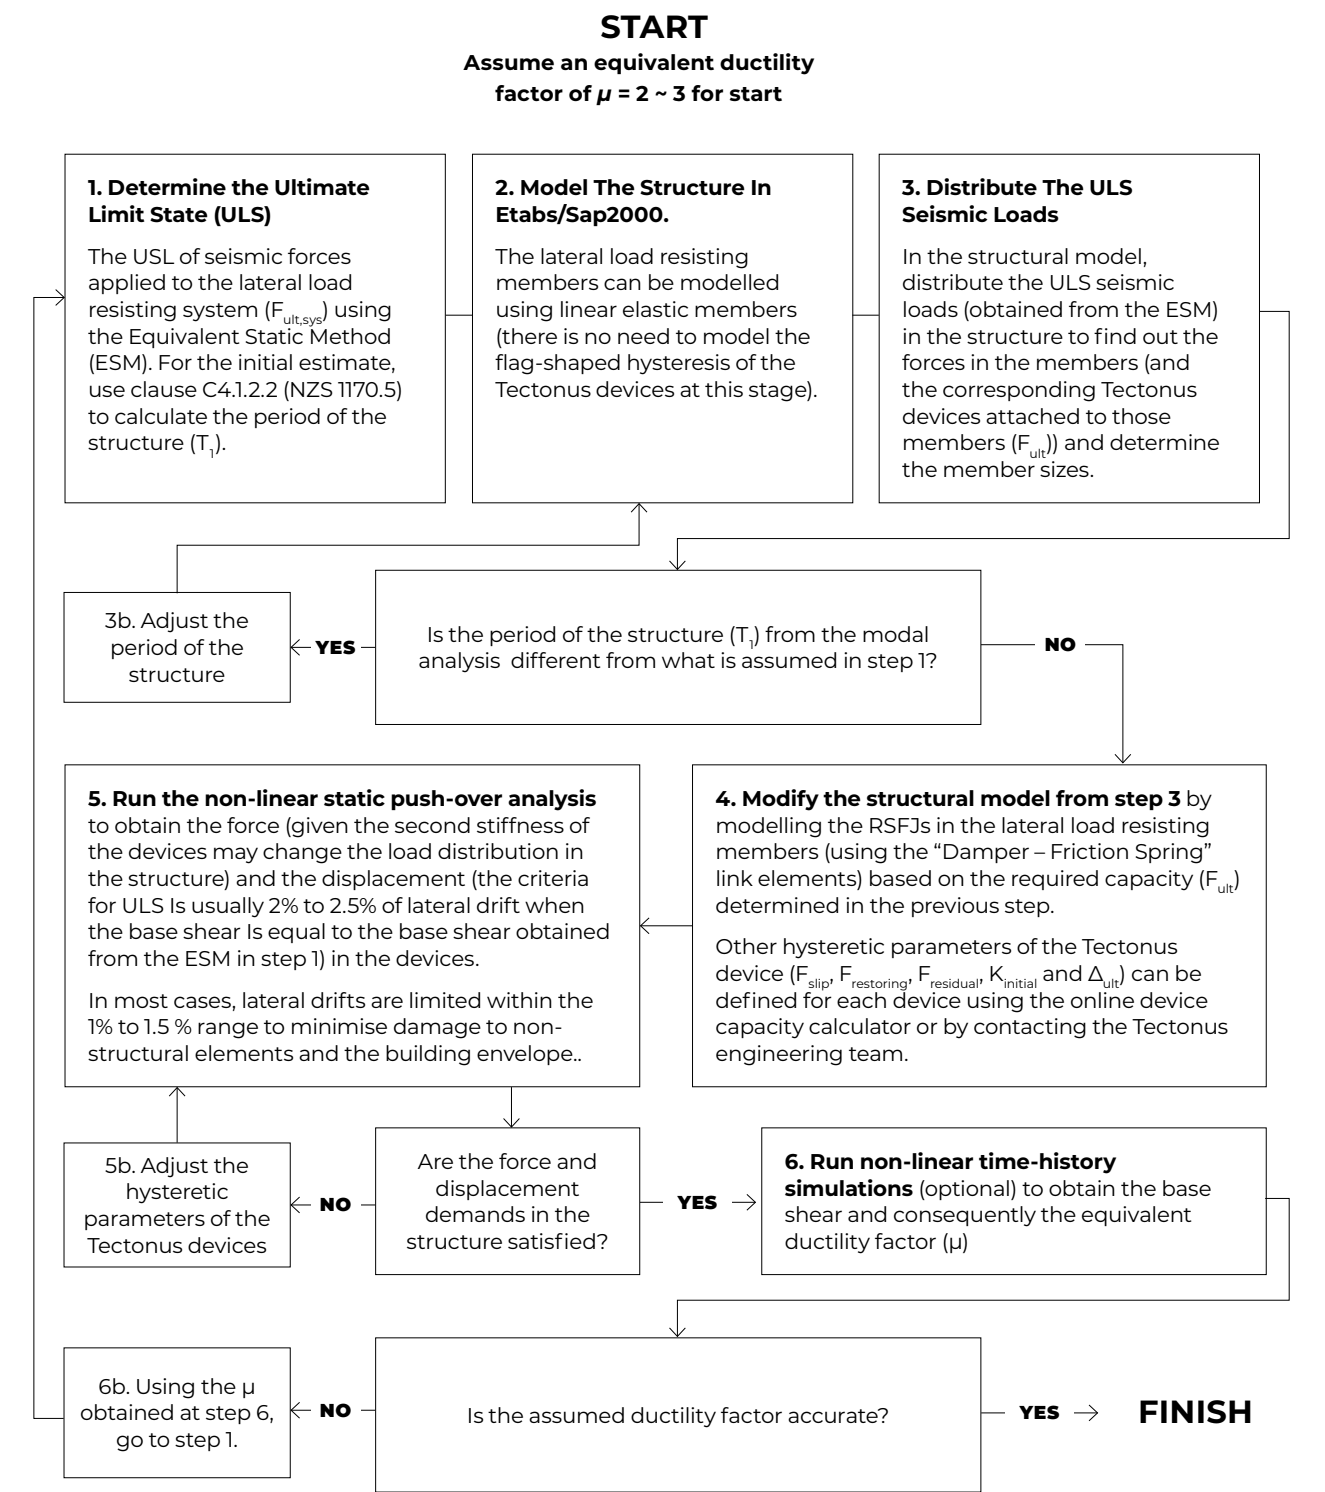 START
Assume an equivalent ductility
factor of μ = 2 ~ 3 for start
1. Determine the Ultimate
Limit State (ULS)
The USL of seismic forces
applied to the lateral load
resisting system (Fult,sys) using
the Equivalent Static Method
(ESM). For the initial estimate,
use clause C4.1.2.2 (NZS 1170.5)
to calculate the period of the
structure (T1).
2. Model The Structure In
Etabs/Sap2000.
The lateral load resisting
members can be modelled
using linear elastic members
(there is no need to model the
flag-shaped hysteresis of the
Tectonus devices at this stage).
3. Distribute The ULS
Seismic Loads
In the structural model,
distribute the ULS seismic
loads (obtained from the ESM)
in the structure to find out the
forces in the members (and
the corresponding Tectonus
devices attached to those
members (Fult)) and determine
the member sizes.
3b. Adjust the
period of the
structure
YES
Is the period of the structure (T1) from the modal
analysis different from what is assumed in step 1?
NO
5. Run the non-linear static push-over analysis
to obtain the force (given the second stiffness of
the devices may change the load distribution in
the structure) and the displacement (the criteria
for ULS Is usually 2% to 2.5% of lateral drift when
the base shear Is equal to the base shear obtained
from the ESM in step 1) in the devices.
In most cases, lateral drifts are limited within the
1% to 1.5 % range to minimise damage to non-
structural elements and the building envelope..
4. Modify the structural model from step 3 by
modelling the RSFJs in the lateral load resisting
members (using the “Damper – Friction Spring”
link elements) based on the required capacity (Fult)
determined in the previous step.
Other hysteretic parameters of the Tectonus
device (Fslip, Frestoring, Fresidual, Kinitial and Δult) can be
defined for each device using the online device
capacity calculator or by contacting the Tectonus
engineering team.
5b. Adjust the
hysteretic
parameters of the
Tectonus devices
NO
Are the force and
displacement
demands in the
structure satisfied?
YES
6. Run non-linear time-history
simulations (optional) to obtain the base
shear and consequently the equivalent
ductility factor (μ)
6b. Using the μ
obtained at step 6,
go to step 1.
NO
Is the assumed ductility factor accurate?
YES
FINISH